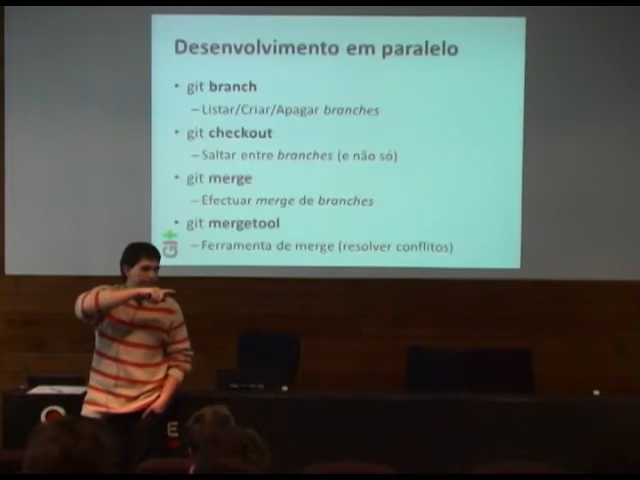 Desenvolvimento em paralelo
• git branch
– Listar/Criar/Apagar branches
• git checkout
– Saltar entre branches (e não só)
• git merge
– Efectuar merge de branches
• git mergetool
– Ferramenta de merge (resolver conflitos)
Git
E